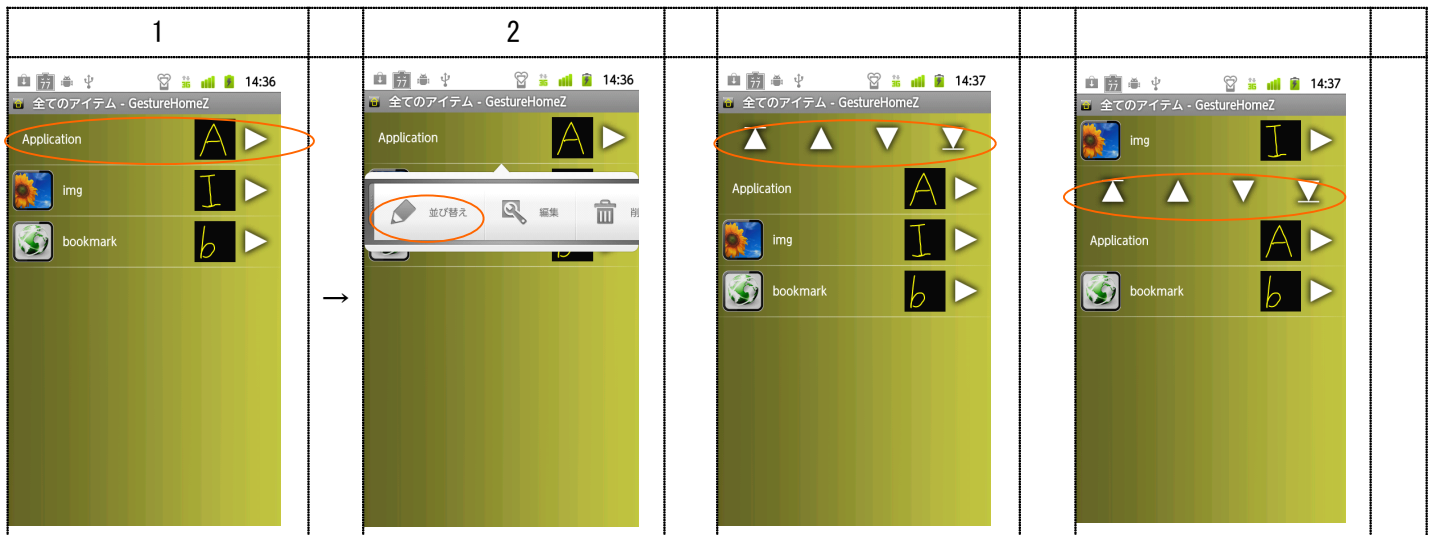 1
2
14:36
全てのアイテム - GestureHomeZ
Application
A
img
I
bookmark
b
→
14:36
全てのアイテム - GestureHomeZ
Application
A
並び替え
編集
14:37
全てのアイテム - GestureHomeZ
Application
A
img
I
bookmark
b
14:37
全てのアイテム - GestureHomeZ
img
I
Application
A
bookmark
b